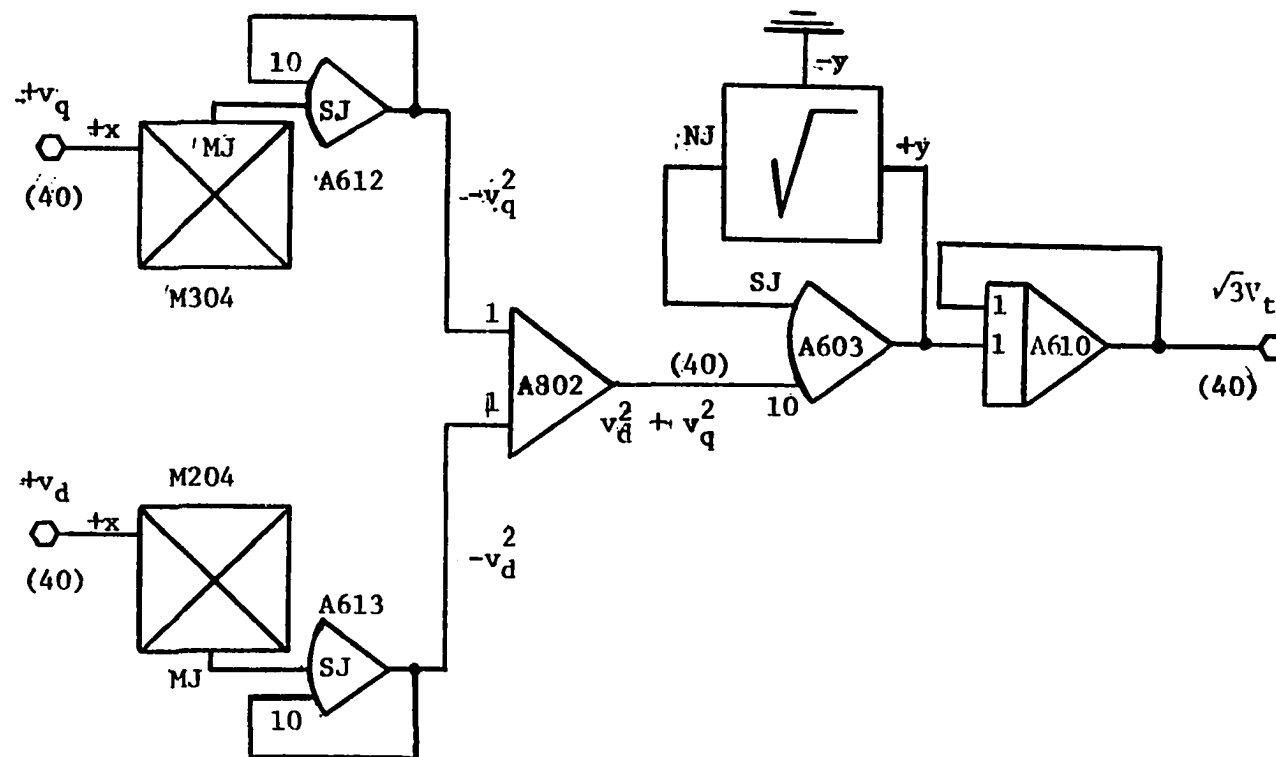 +v_q
(40)
+x
MJ
M304
10
SJ
A612
-v_q^2
+v_d
(40)
+x
M204
MJ
A613
SJ
10
-v_d^2
1
1
A802
(40)
v_d^2 + v_q^2
-y
NJ
√
+y
SJ
10
A603
1
1
A610
√3V_t
(40)